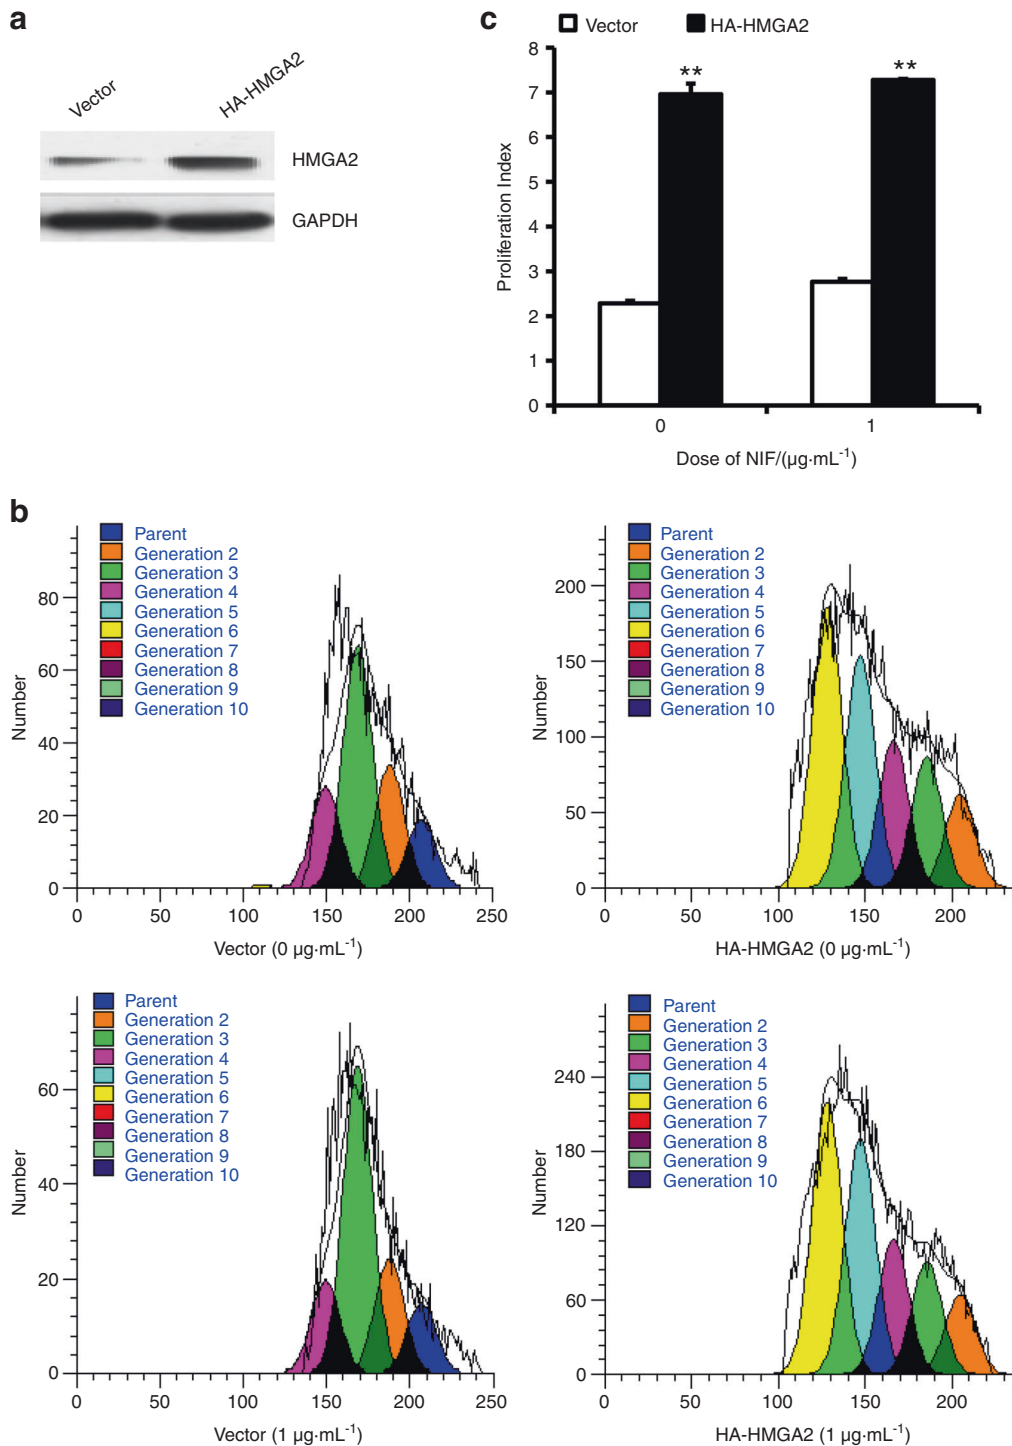 a
Vector
HA-HMGA2
HMGA2
GAPDH
c
Vector
HA-HMGA2
8
7
6
5
4
3
2
1
0
Proliferation Index
**
**
0
1
Dose of NIF/(µg·mL⁻¹)
b
Parent
Generation 2
Generation 3
Generation 4
Generation 5
Generation 6
Generation 7
Generation 8
Generation 9
Generation 10
80
60
40
20
0
Number
0
50
100
150
200
250
Vector (0 µg·mL⁻¹)
Parent
Generation 2
Generation 3
Generation 4
Generation 5
Generation 6
Generation 7
Generation 8
Generation 9
Generation 10
200
150
100
50
0
Number
0
50
100
150
200
HA-HMGA2 (0 µg·mL⁻¹)
Parent
Generation 2
Generation 3
Generation 4
Generation 5
Generation 6
Generation 7
Generation 8
Generation 9
Generation 10
60
40
20
0
Number
0
50
100
150
200
250
Vector (1 µg·mL⁻¹)
Parent
Generation 2
Generation 3
Generation 4
Generation 5
Generation 6
Generation 7
Generation 8
Generation 9
Generation 10
240
180
120
60
0
Number
0
50
100
150
200
HA-HMGA2 (1 µg·mL⁻¹)